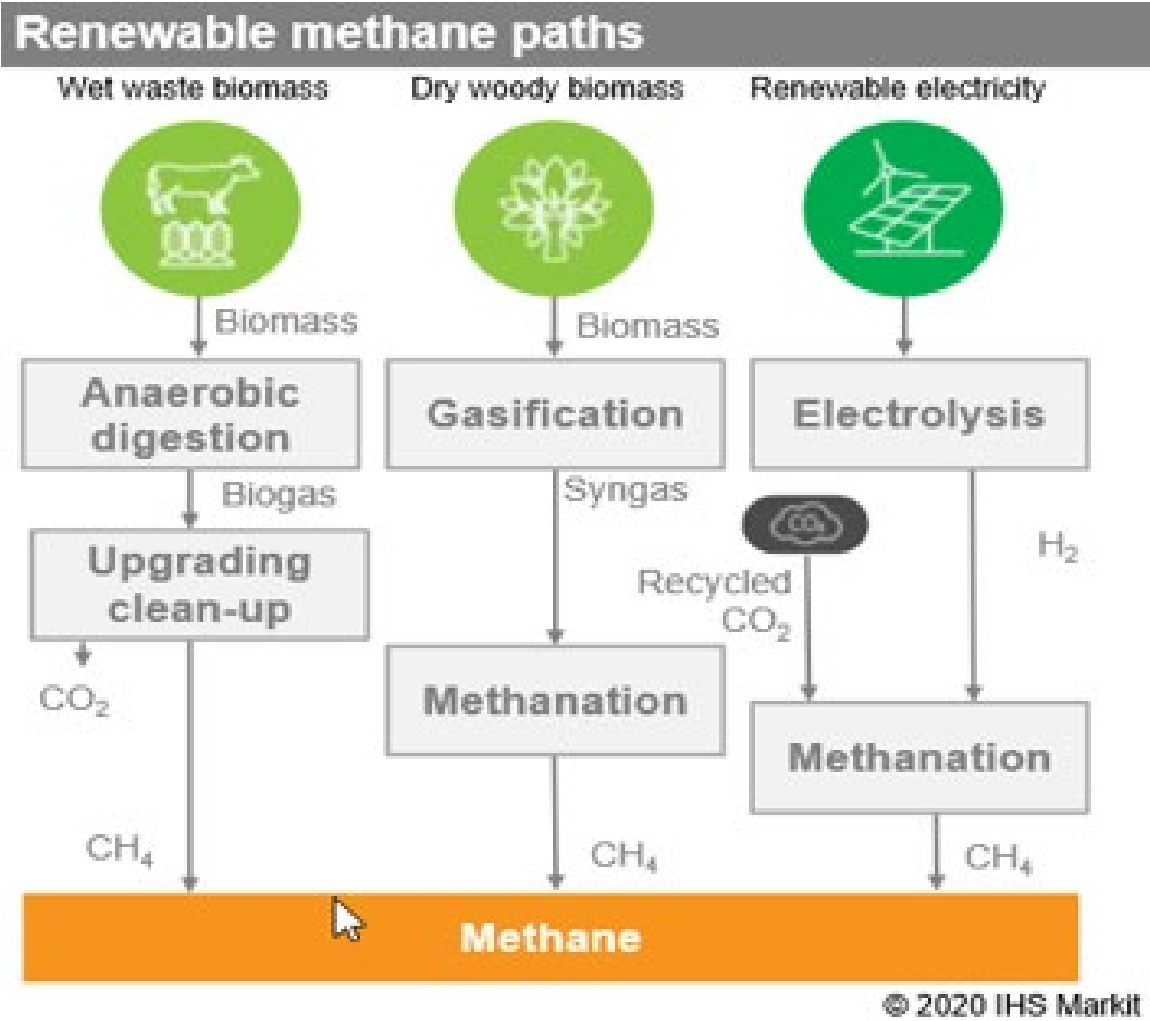 Renewable methane paths
Wet waste biomass
Dry woody biomass
Renewable electricity
Biomass
Biomass
Anaerobic
digestion
Gasification
Electrolysis
Biogas
Syngas
CO₂
H₂
Upgrading
clean-up
Recycled
CO₂
CO₂
Methanation
Methanation
CH₄
CH₄
CH₄
Methane
© 2020 IHS Markit